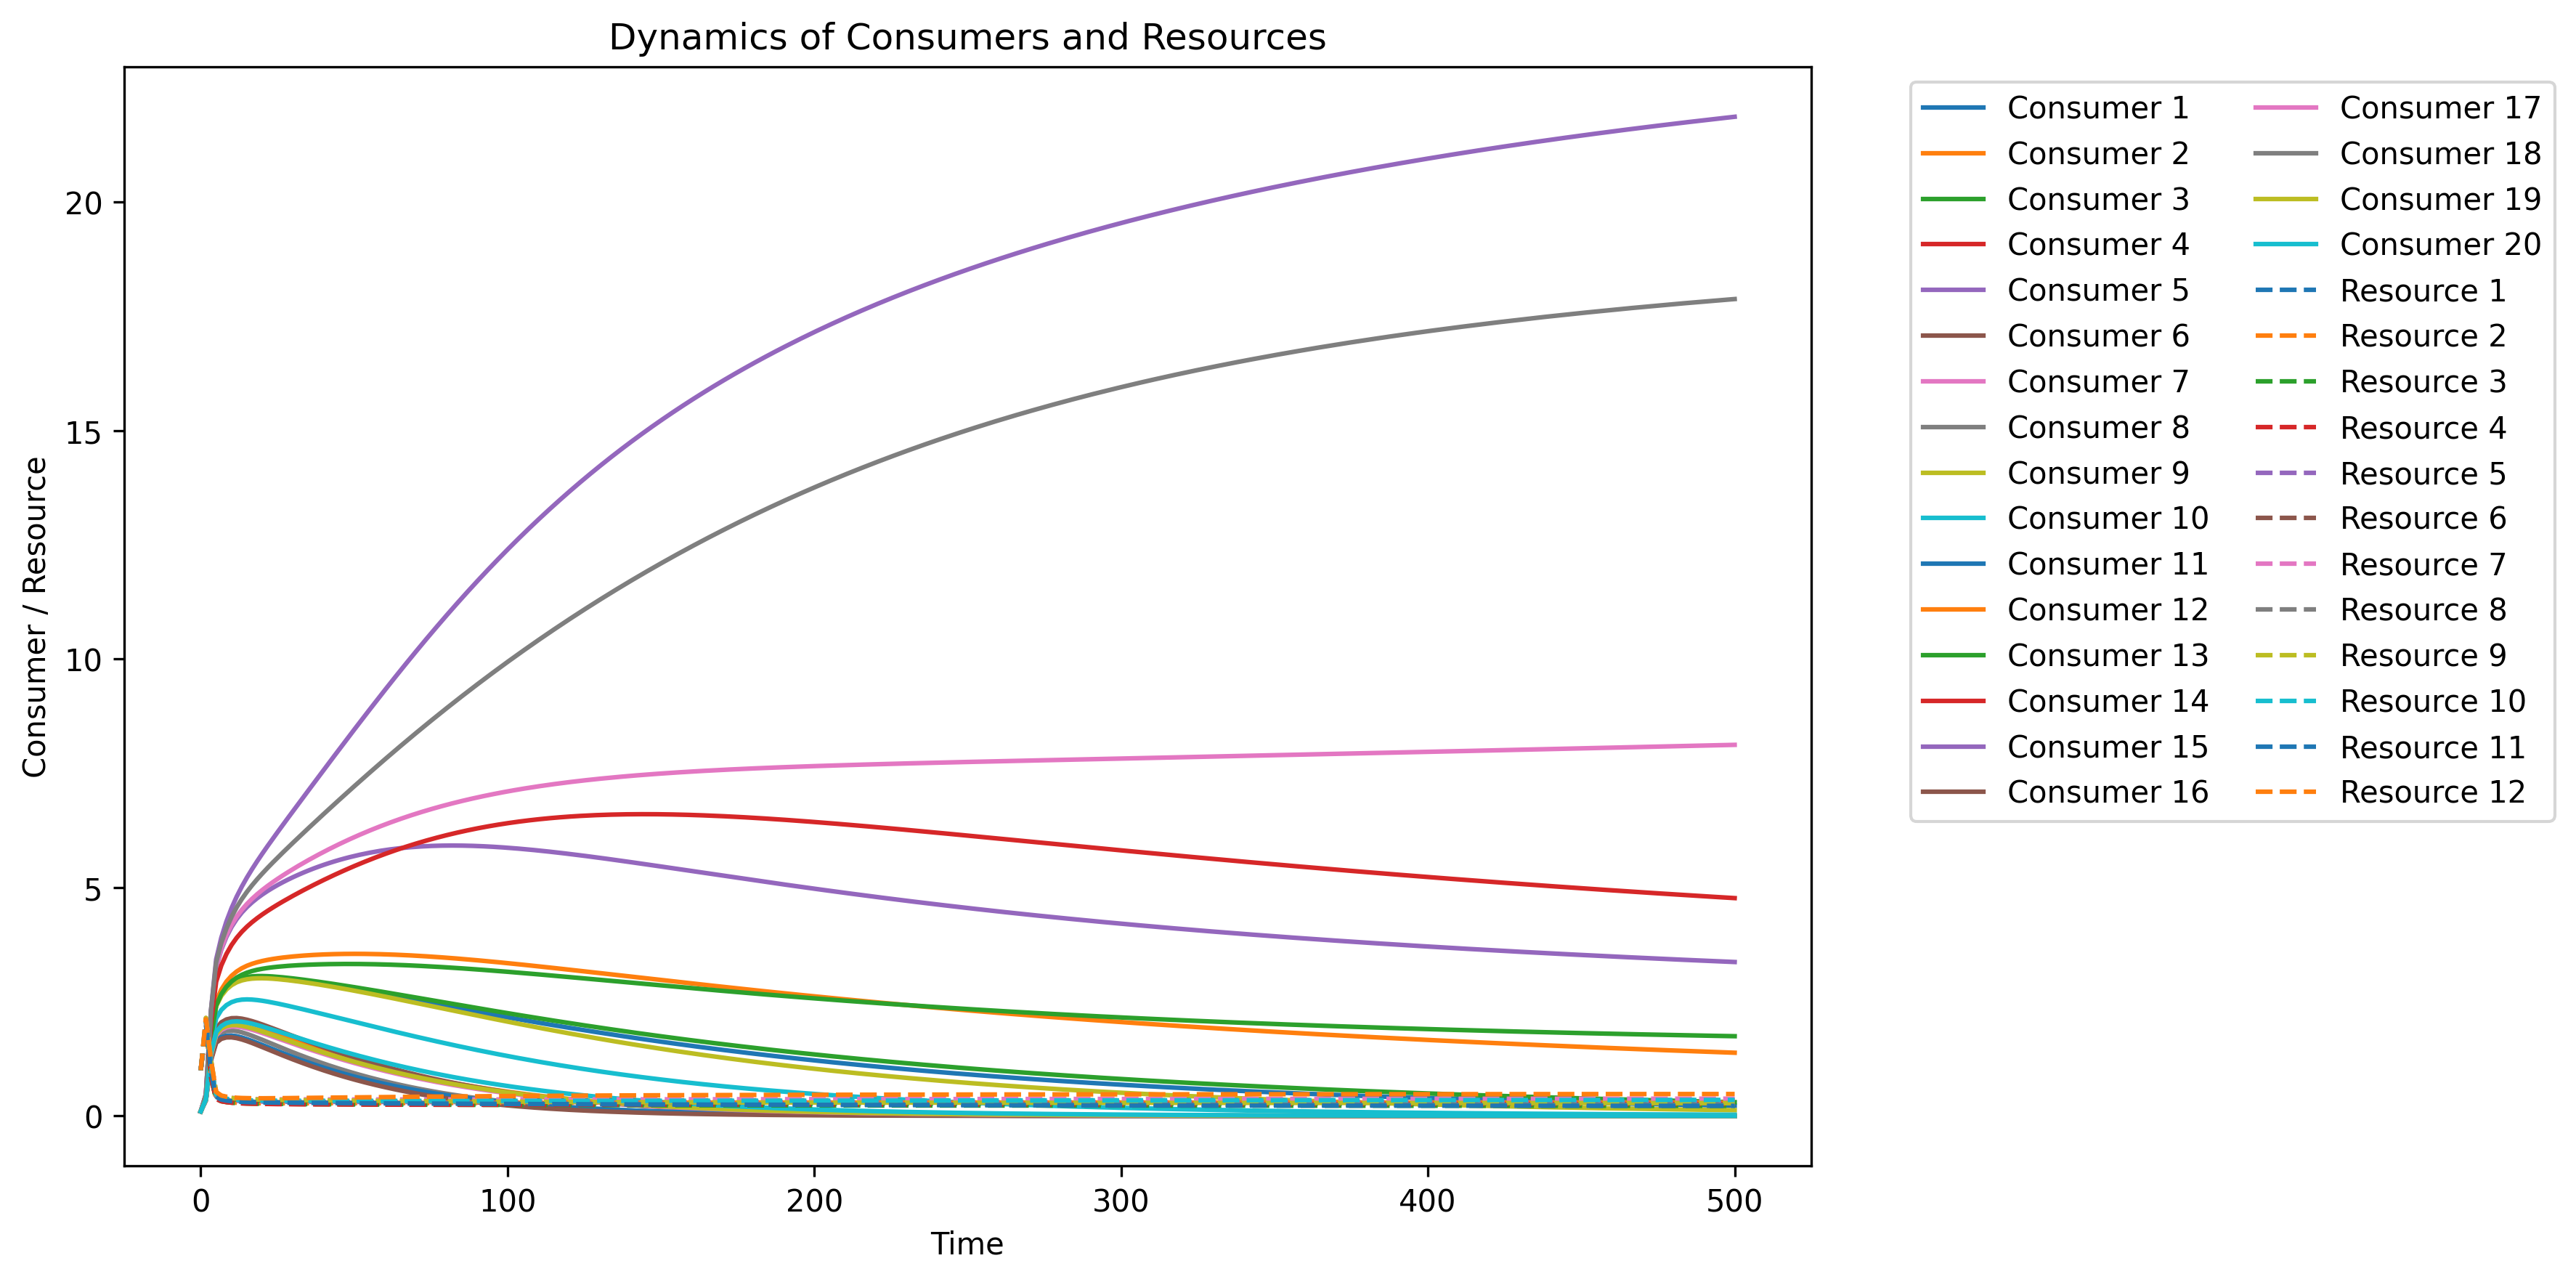 Dynamics of Consumers and Resources
Consumer / Resource
20
15
10
5
0
0 100 200 300 400 500
Time
Consumer 1
Consumer 2
Consumer 3
Consumer 4
Consumer 5
Consumer 6
Consumer 7
Consumer 8
Consumer 9
Consumer 10
Consumer 11
Consumer 12
Consumer 13
Consumer 14
Consumer 15
Consumer 16
Consumer 17
Consumer 18
Consumer 19
Consumer 20
Resource 1
Resource 2
Resource 3
Resource 4
Resource 5
Resource 6
Resource 7
Resource 8
Resource 9
Resource 10
Resource 11
Resource 12